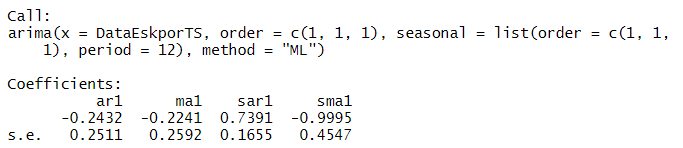 Call:
arima(x = DataEskporTS, order = c(1, 1, 1), seasonal = list(order = c(1, 1,
    1), period = 12), method = "ML")
Coefficients:
          ar1      ma1    sar1     sma1
      -0.2432  -0.2241  0.7391  -0.9995
s.e.   0.2511   0.2592  0.1655   0.4547